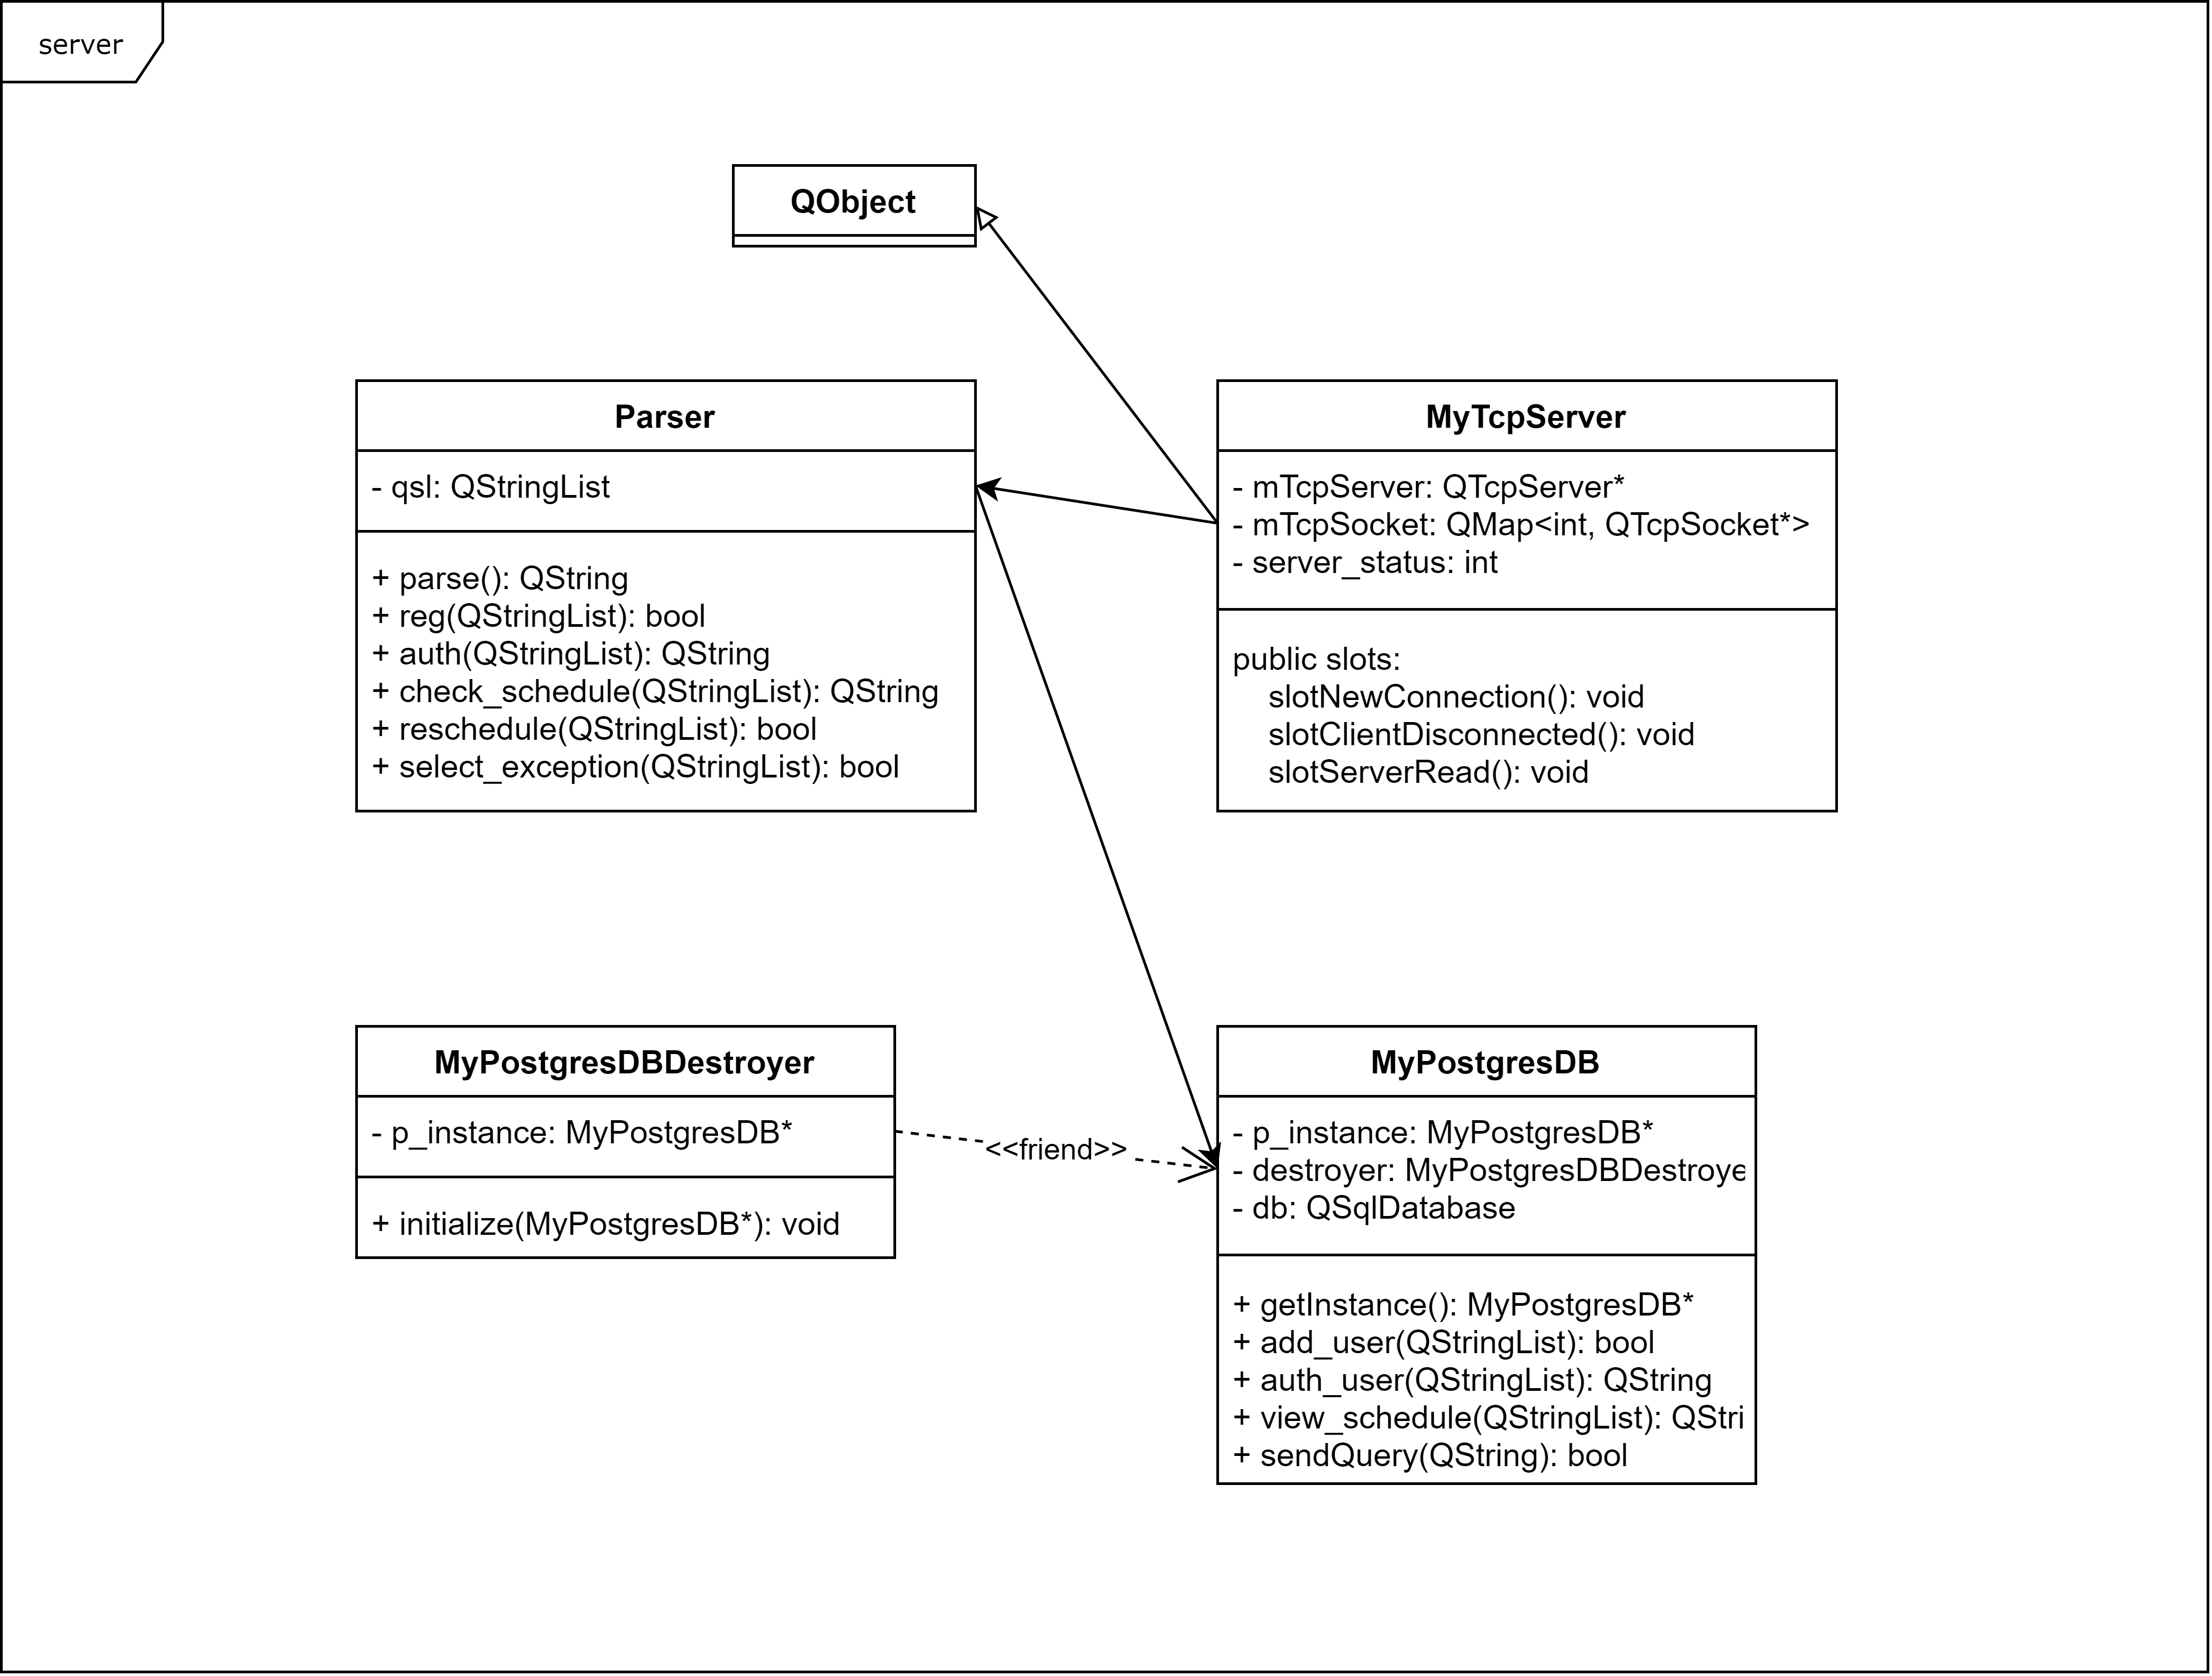 server
QObject
Parser
- qsl: QStringList
+ parse(): QString
+ reg(QStringList): bool
+ auth(QStringList): QString
+ check_schedule(QStringList): QString
+ reschedule(QStringList): bool
+ select_exception(QStringList): bool
MyTcpServer
- mTcpServer: QTcpServer*
- mTcpSocket: QMap<int, QTcpSocket*>
- server_status: int
public slots:
slotNewConnection(): void
slotClientDisconnected(): void
slotServerRead(): void
MyPostgresDBDestroyer
- p_instance: MyPostgresDB*
+ initialize(MyPostgresDB*): void
<<friend>>
MyPostgresDB
- p_instance: MyPostgresDB*
- destroyer: MyPostgresDBDestroye
- db: QSqlDatabase
+ getInstance(): MyPostgresDB*
+ add_user(QStringList): bool
+ auth_user(QStringList): QString
+ view_schedule(QStringList): QStri
+ sendQuery(QString): bool